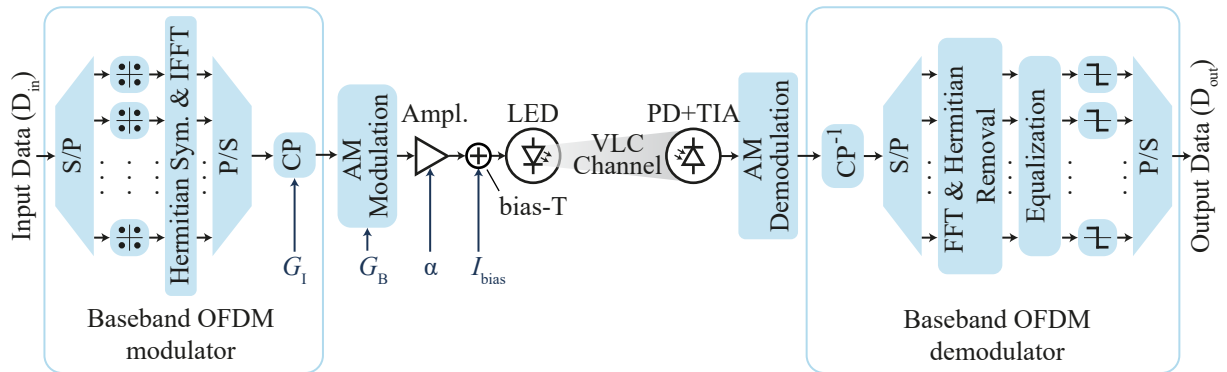 Input Data (D_in)
S/P
Hermitian Sym. & IFFT
P/S
CP
G_I
Baseband OFDM
modulator
AM
Modulation
G_B
Ampl.
α
bias-T
I_bias
LED
VLC
Channel
PD+TIA
AM
Demodulation
CP^-1
S/P
FFT & Hermitian
Removal
Equalization
P/S
Output Data (D_out)
Baseband OFDM
demodulator